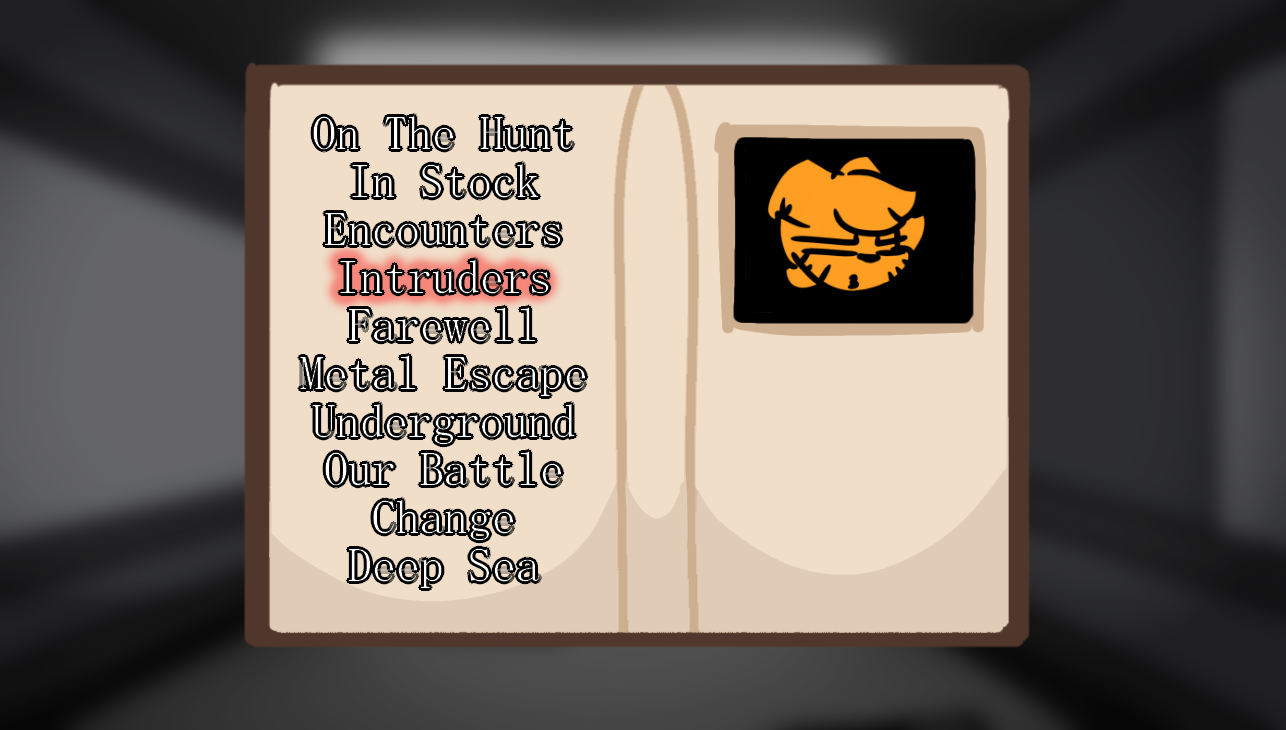 On The Hunt
In Stock
Encounters
Intruders
Farewell
Metal Escape
Underground
Our Battle
Change
Deep Sea